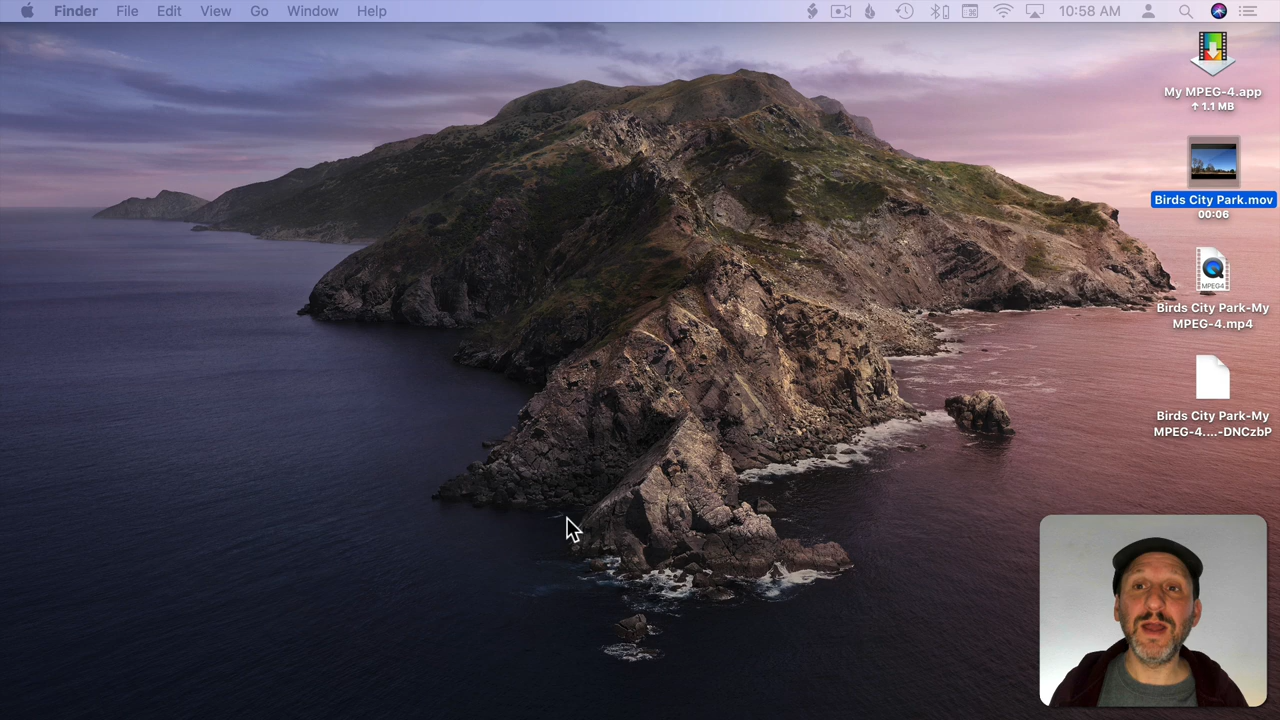 Finder File Edit View Go Window Help 10:58 AM
My MPEG-4.app
↑ 1.1 MB
Birds City Park.mov
00:06
MPEG4
Birds City Park-My
MPEG-4.mp4
Birds City Park-My
MPEG-4....-DNCzbP